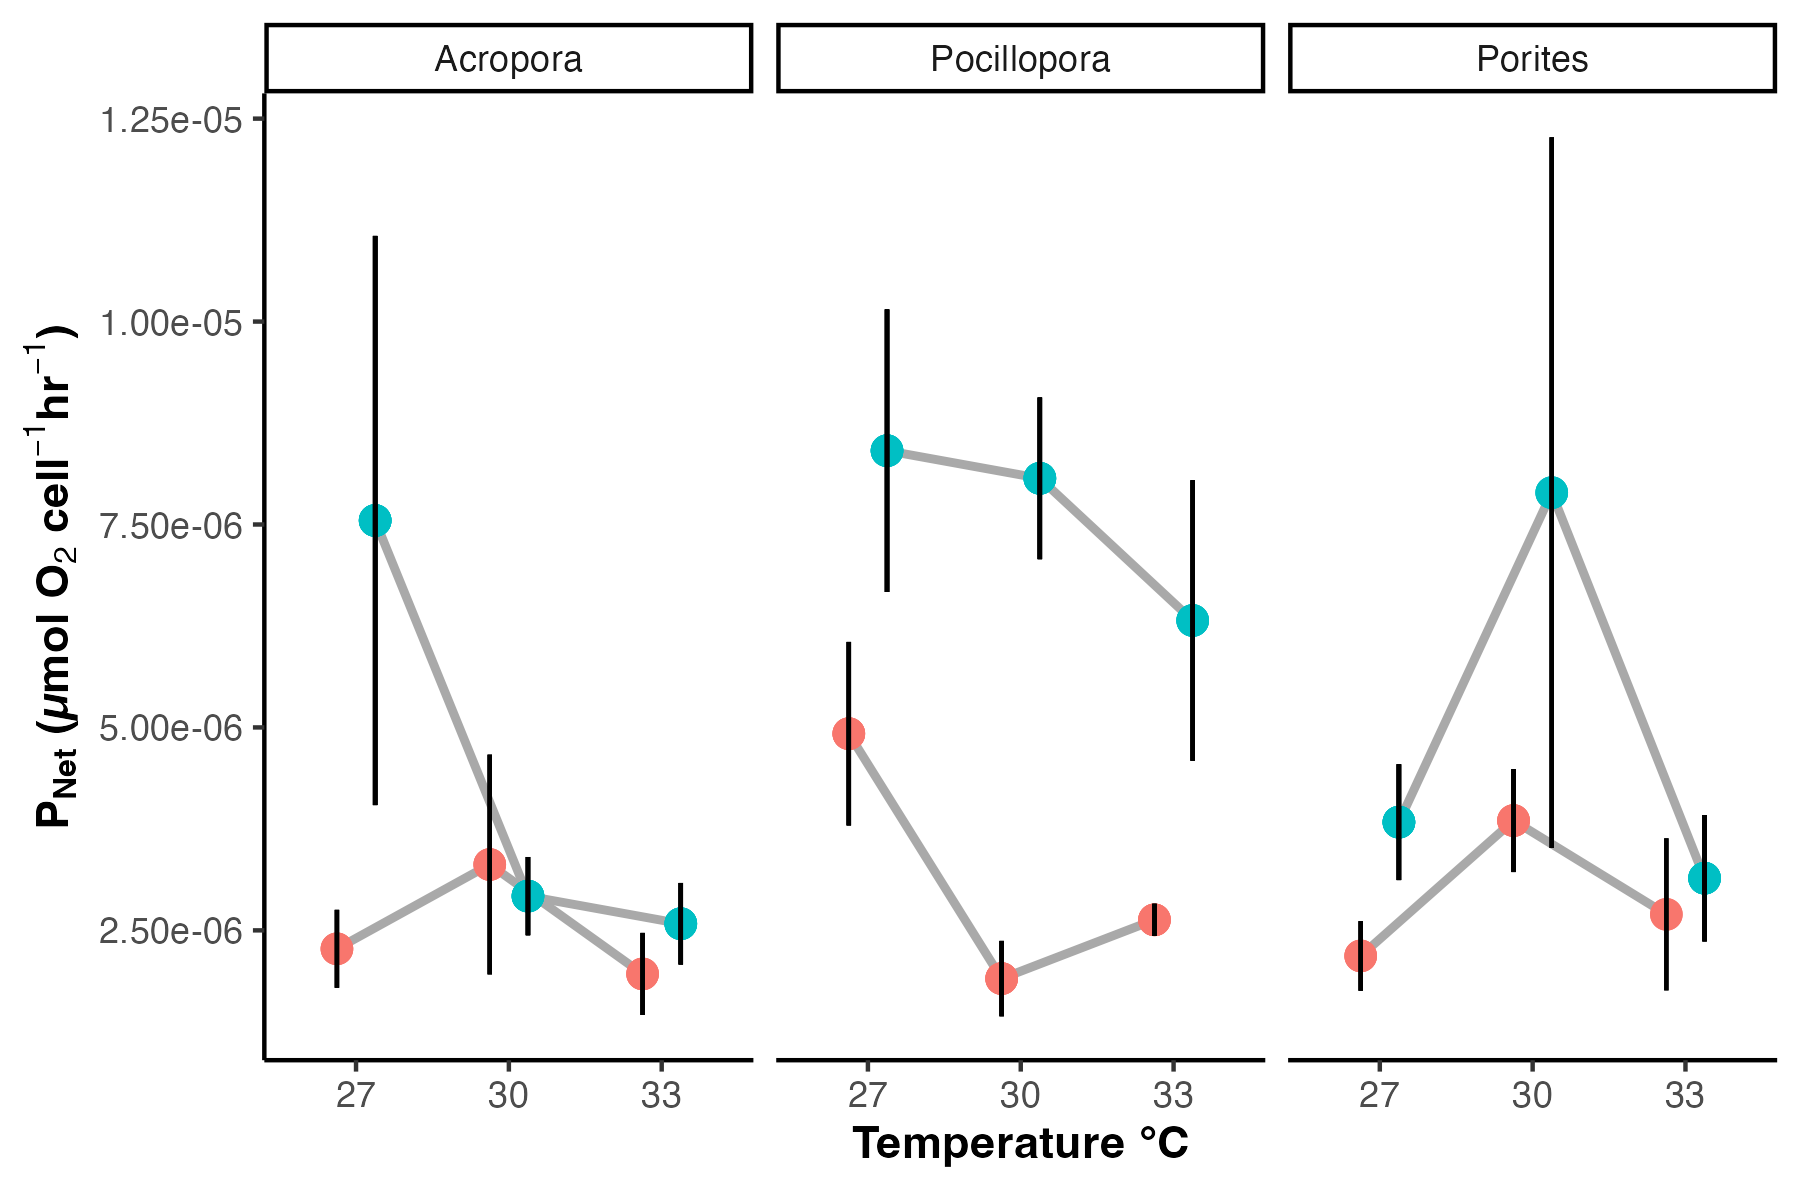 Acropora Pocillopora Porites
1.25e-05
1.00e-05
7.50e-06
5.00e-06
2.50e-06
P_Net (μmol O₂ cell⁻¹hr⁻¹)
27 30 33 27 30 33 27 30 33
Temperature °C